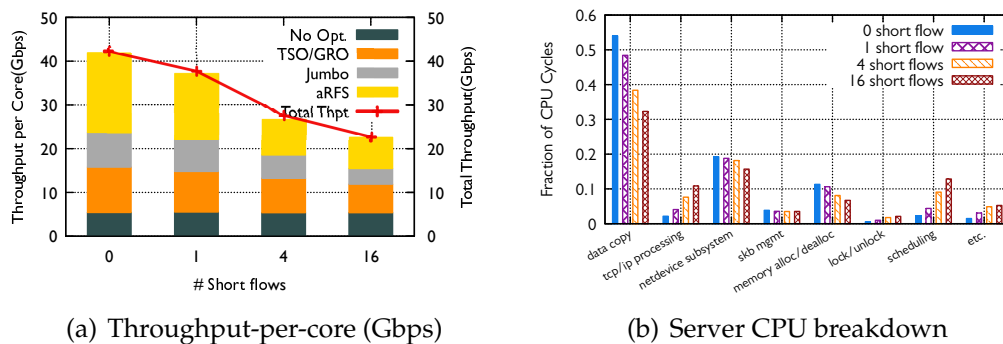 Throughput per Core(Gbps)
50
40
30
20
10
0
No Opt.
TSO/GRO
Jumbo
aRFS
Total Thpt
50
40
30
20
10
0
Total Throughput(Gbps)
0 1 4 16
# Short flows
(a) Throughput-per-core (Gbps)
Fraction of CPU Cycles
0.6
0.5
0.4
0.3
0.2
0.1
0
0 short flow
1 short flow
4 short flows
16 short flows
data copy
tcp/ip processing
netdevice subsystem
skb mgmt
memory alloc/dealloc
lock/unlock
scheduling
etc.
(b) Server CPU breakdown